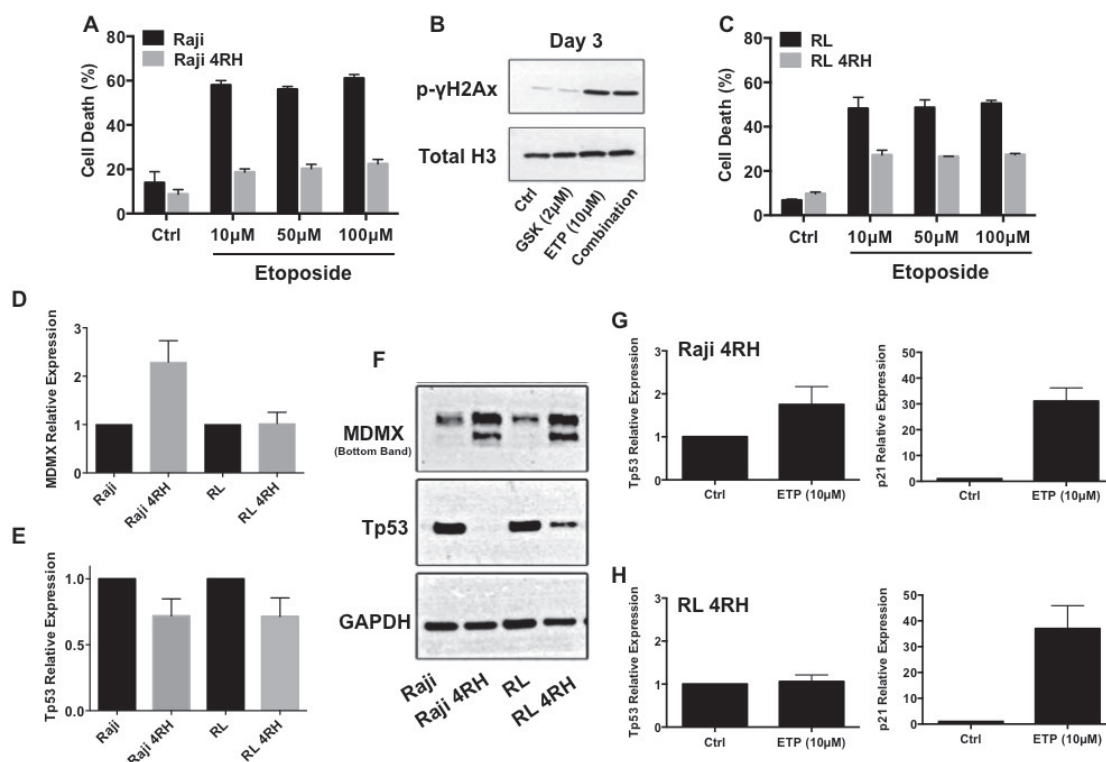 A
Raji
Raji 4RH
Cell Death (%)
80
60
40
20
0
Ctrl
10µM
50µM
100µM
Etoposide
B
Day 3
p-γH2Ax
Total H3
Ctrl
GSK (2µM)
ETP (10µM)
Combination
C
RL
RL 4RH
Cell Death (%)
80
60
40
20
0
Ctrl
10µM
50µM
100µM
Etoposide
D
MDMX Relative Expression
3
2
1
0
Raji
Raji 4RH
RL
RL 4RH
E
Tp53 Relative Expression
1.0
0.5
0.0
Raji
Raji 4RH
RL
RL 4RH
F
MDMX
(Bottom Band)
Tp53
GAPDH
Raji
Raji 4RH
RL
RL 4RH
G
Raji 4RH
Tp53 Relative Expression
3
2
1
0
Ctrl
ETP (10µM)
p21 Relative Expression
50
40
30
20
10
0
Ctrl
ETP (10µM)
H
RL 4RH
Tp53 Relative Expression
3
2
1
0
Ctrl
ETP (10µM)
p21 Relative Expression
50
40
30
20
10
0
Ctrl
ETP (10µM)